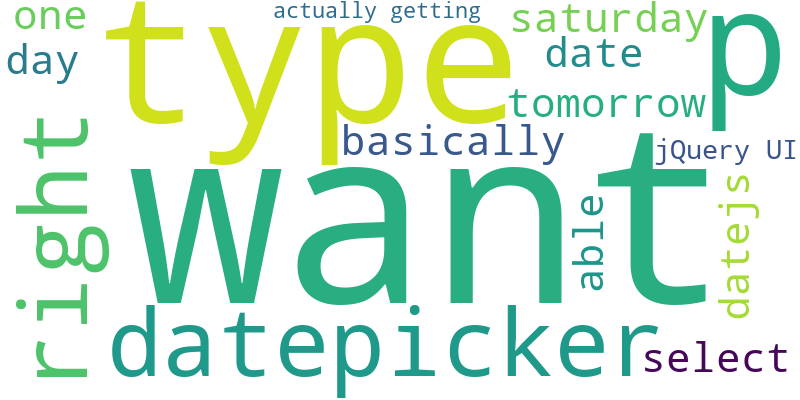 one
actually getting
saturday
type
p
day
date
tomorrow
right
basically
jQuery UI
want
able
datejs
datepicker
select